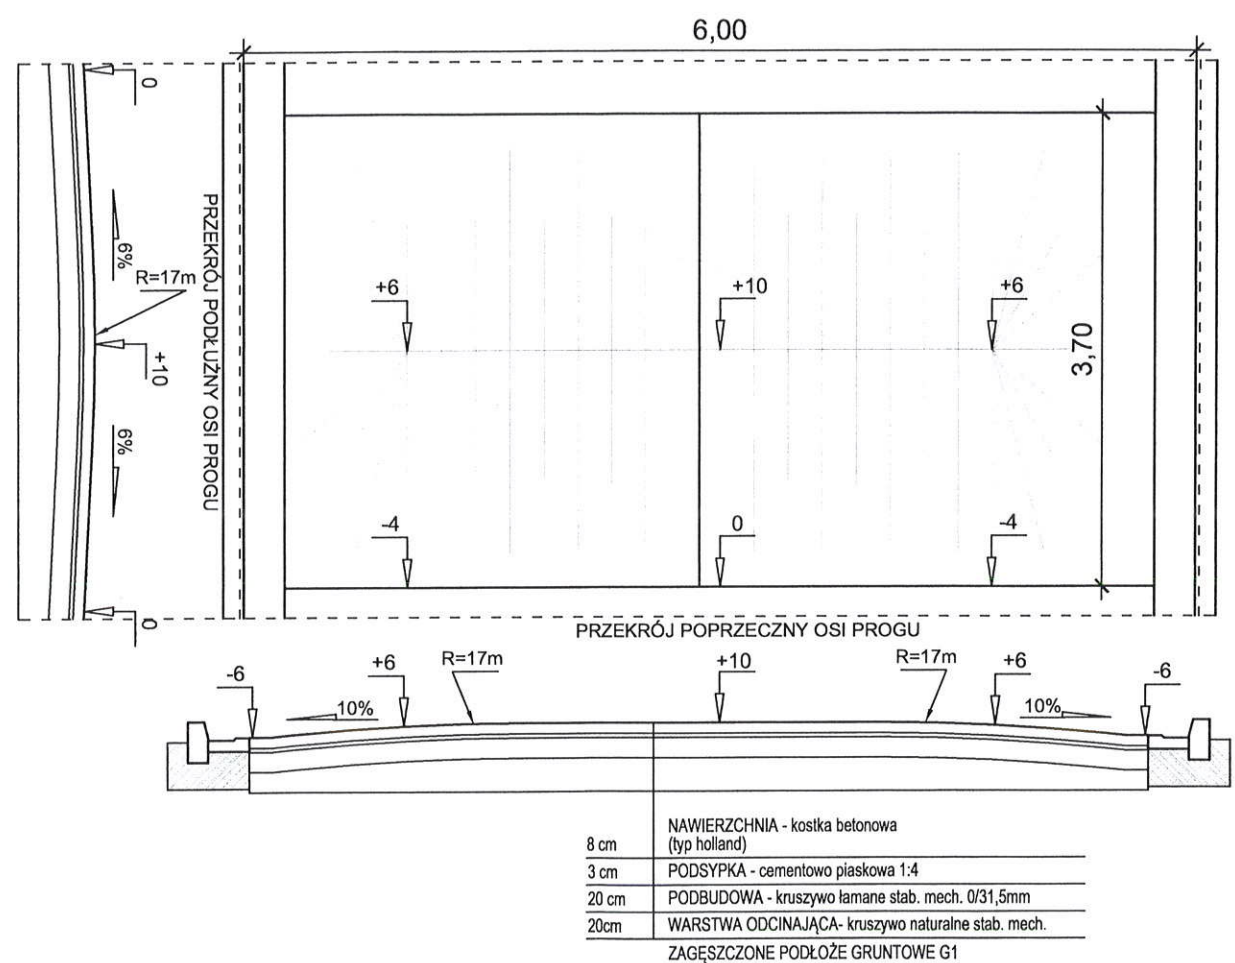 6,00
0
6%
R=17m
+10
6%
0
PRZEKRÓJ PODŁUŻNY OSI PROGU
+6
+10
+6
3,70
-4
0
-4
PRZEKRÓJ POPRZECZNY OSI PROGU
-6
+6
R=17m
+10
R=17m
+6
-6
10%
10%
NAWIERZCHNIA - kostka betonowa
8 cm (typ holland)
3 cm PODSYPKA - cementowo piaskowa 1:4
20 cm PODBUDOWA - kruszywo łamane stab. mech. 0/31,5mm
20cm WARSTWA ODCINAJĄCA- kruszywo naturalne stab. mech.
ZAGĘSZCZONE PODŁOŻE GRUNTOWE G1